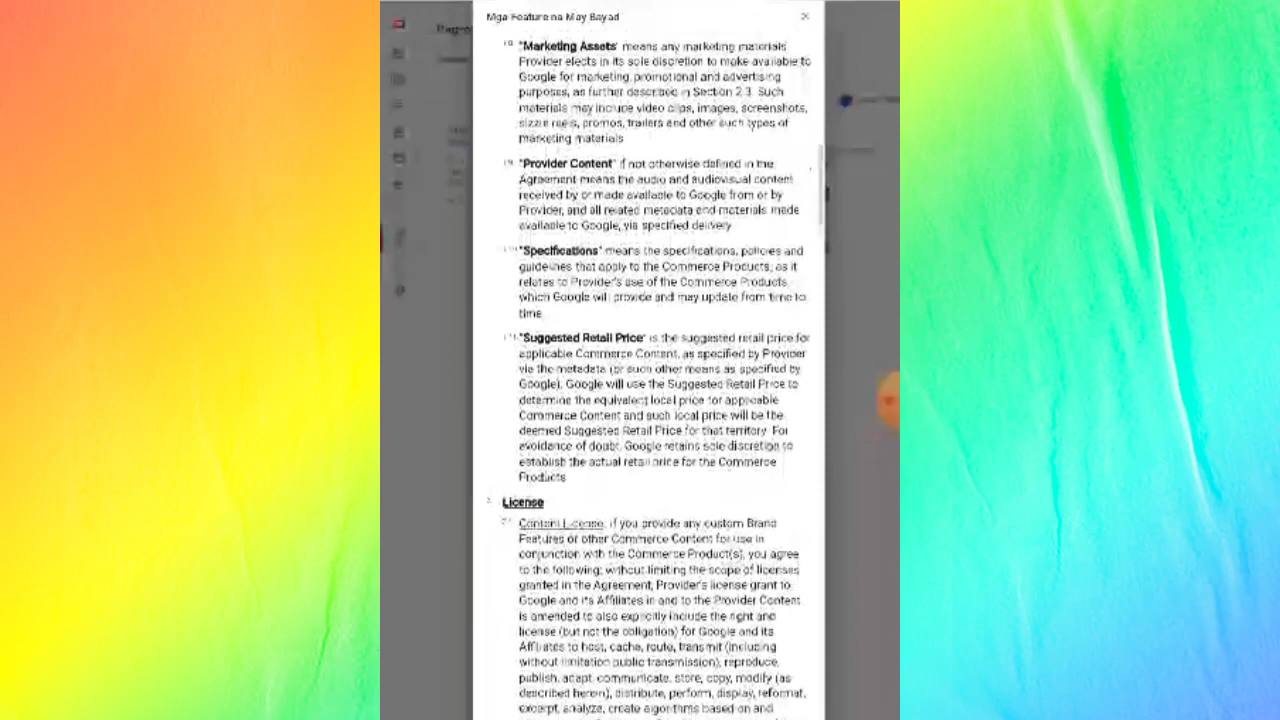 Mga Feature na May Bayad
"Marketing Assets" means any marketing materials
Provider elects in its sole discretion to make available to
Google for marketing, promotional and advertising
purposes, as further described in Section 2.3. Such
materials may include video clips, images, screenshots,
sizzle reels, promos, trailers and other such types of
marketing materials
"Provider Content" if not otherwise defined in the
Agreement means the audio and audiovisual content
received by or made available to Google from or by
Provider, and all related metadata and materials made
available to Google, via specified delivery
"Specifications" means the specifications, policies and
guidelines that apply to the Commerce Products, as it
relates to Provider's use of the Commerce Products,
which Google will provide and may update from time to
time.
"Suggested Retail Price" is the suggested retail price for
applicable Commerce Content, as specified by Provider
via the metadata (or such other means as specified by
Google). Google will use the Suggested Retail Price to
determine the equivalent local price for applicable
Commerce Content and such local price will be the
deemed Suggested Retail Price for that territory. For
avoidance of doubt, Google retains sole discretion to
establish the actual retail price for the Commerce
Products
License
Content License. if you provide any custom Brand
Features or other Commerce Content for use in
conjunction with the Commerce Product(s), you agree
to the following: without limiting the scope of licenses
granted in the Agreement, Provider's license grant to
Google and its Affiliates in and to the Provider Content
is amended to also explicitly include the right and
license (but not the obligation) for Google and its
Affiliates to host, cache, route, transmit (including
without limitation public transmission), reproduce,
publish, adapt, communicate, store, copy, modify (as
described herein), distribute, perform, display, reformat,
excerpt, analyze, create algorithms based on and